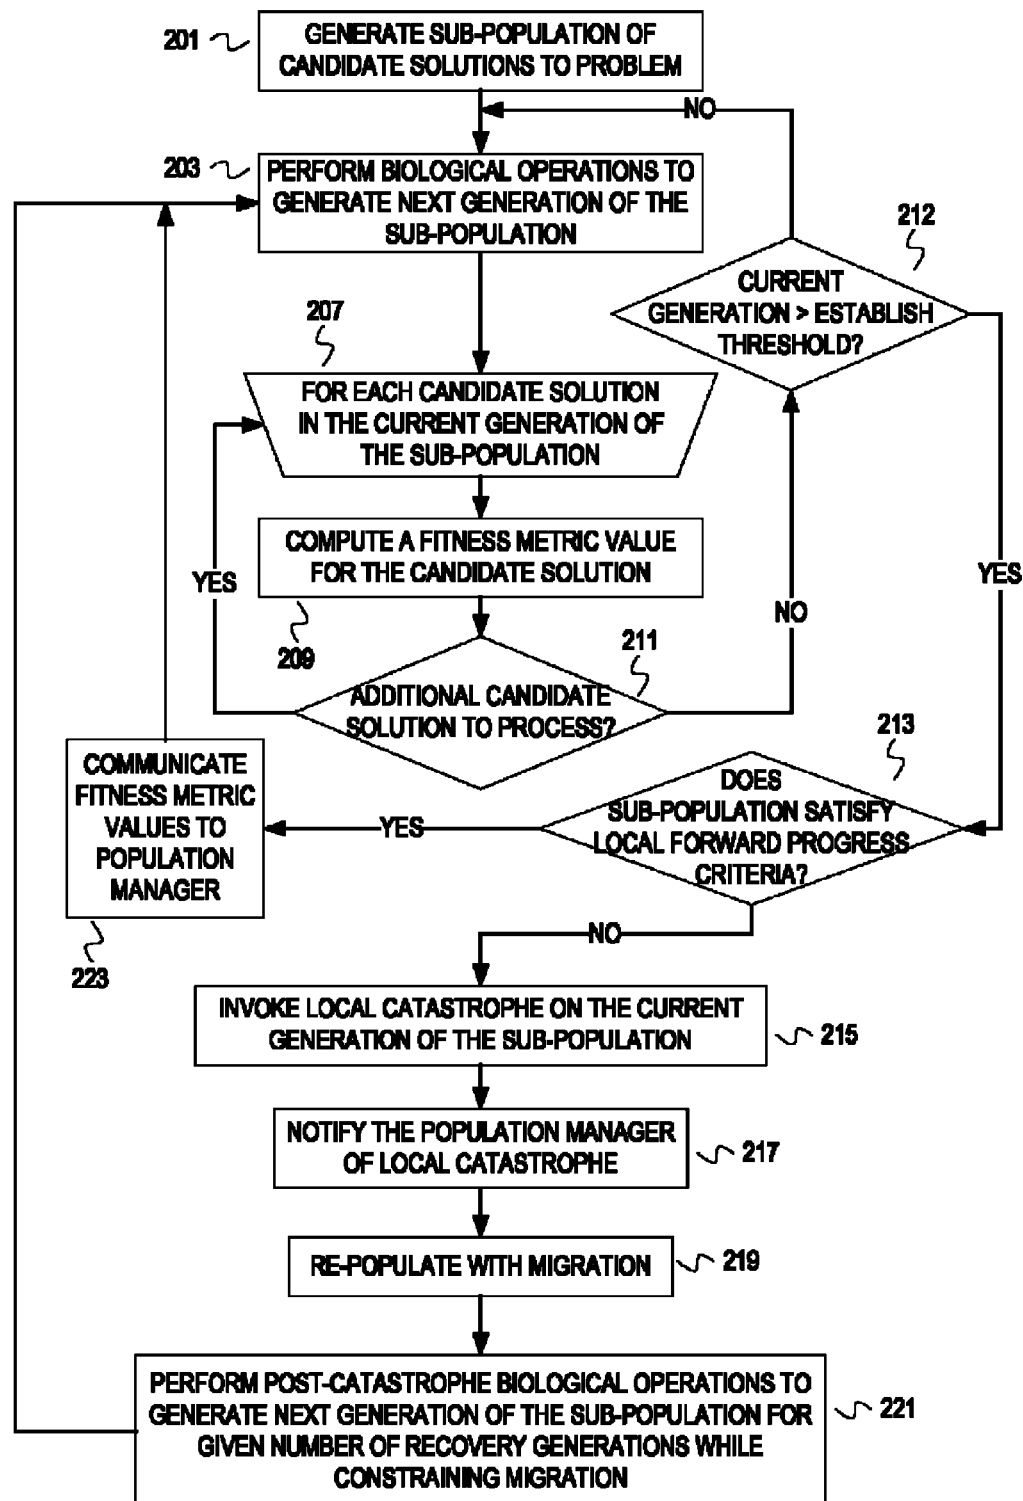 201
GENERATE SUB-POPULATION OF
CANDIDATE SOLUTIONS TO PROBLEM
NO
203
PERFORM BIOLOGICAL OPERATIONS TO
GENERATE NEXT GENERATION OF THE
SUB-POPULATION
212
CURRENT
GENERATION > ESTABLISH
THRESHOLD?
207
FOR EACH CANDIDATE SOLUTION
IN THE CURRENT GENERATION OF
THE SUB-POPULATION
COMPUTE A FITNESS METRIC VALUE
FOR THE CANDIDATE SOLUTION
YES
YES
NO
209
211
ADDITIONAL CANDIDATE
SOLUTION TO PROCESS?
213
DOES
SUB-POPULATION SATISFY
LOCAL FORWARD PROGRESS
CRITERIA?
YES
COMMUNICATE
FITNESS METRIC
VALUES TO
POPULATION
MANAGER
223
NO
INVOKE LOCAL CATASTROPHE ON THE CURRENT
GENERATION OF THE SUB-POPULATION
215
NOTIFY THE POPULATION MANAGER
OF LOCAL CATASTROPHE
217
RE-POPULATE WITH MIGRATION
219
PERFORM POST-CATASTROPHE BIOLOGICAL OPERATIONS TO
GENERATE NEXT GENERATION OF THE SUB-POPULATION FOR
GIVEN NUMBER OF RECOVERY GENERATIONS WHILE
CONSTRAINING MIGRATION
221